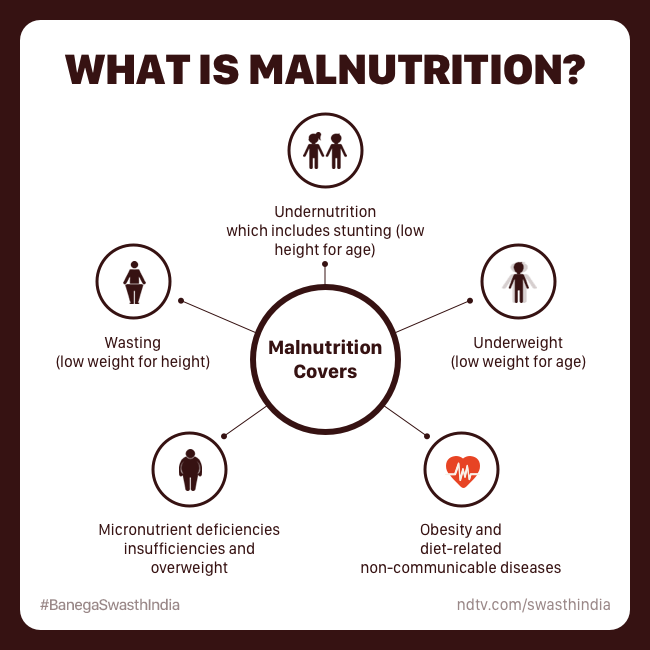 WHAT IS MALNUTRITION?
Undernutrition
which includes stunting (low
height for age)
Wasting
(low weight for height)
Malnutrition
Covers
Underweight
(low weight for age)
Micronutrient deficiencies
insufficiencies and
overweight
Obesity and
diet-related
non-communicable diseases
#BanegaSwasthIndia
ndtv.com/swasthindia